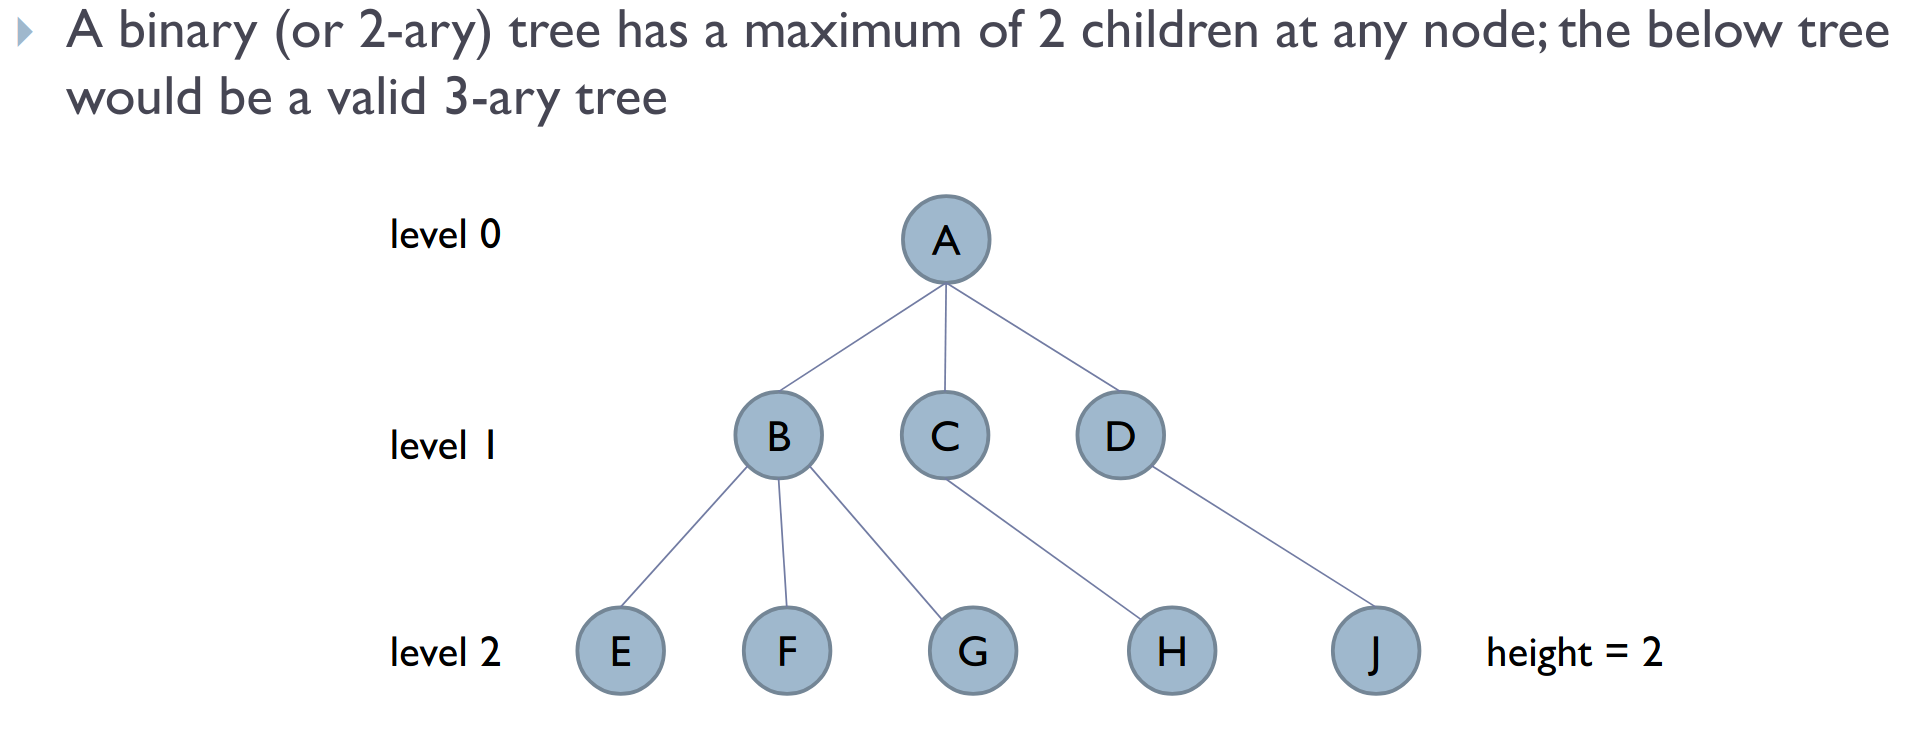 A binary (or 2-ary) tree has a maximum of 2 children at any node; the below tree
would be a valid 3-ary tree
level 0
A
level 1
B
C
D
level 2
E
F
G
H
J
height = 2